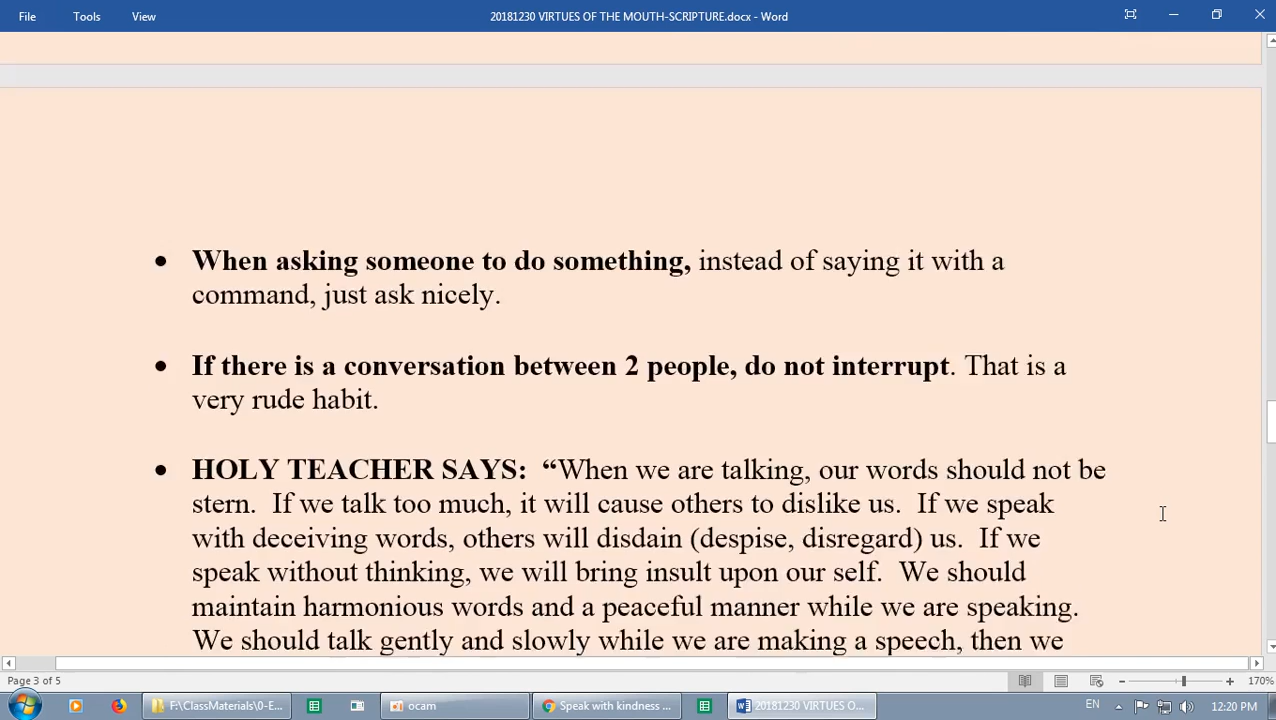 File Tools View 20181230 VIRTUES OF THE MOUTH-SCRIPTURE.docx - Word
• When asking someone to do something, instead of saying it with a
command, just ask nicely.
• If there is a conversation between 2 people, do not interrupt. That is a
very rude habit.
• HOLY TEACHER SAYS: “When we are talking, our words should not be
stern. If we talk too much, it will cause others to dislike us. If we speak
with deceiving words, others will disdain (despise, disregard) us. If we
speak without thinking, we will bring insult upon our self. We should
maintain harmonious words and a peaceful manner while we are speaking.
We should talk gently and slowly while we are making a speech, then we
Page 3 of 5 170%
F:\ClassMaterials\0-E... ocam Speak with kindness ... 20181230 VIRTUES O... EN 12:20 PM